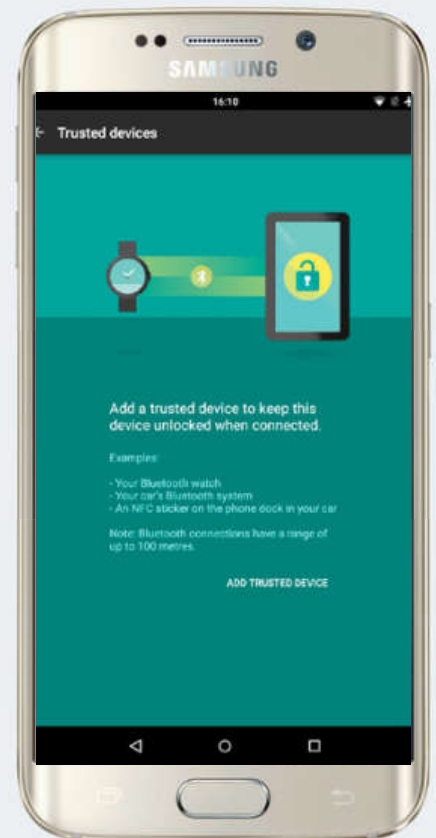 SAMSUNG
16:10
Trusted devices
Add a trusted device to keep this
device unlocked when connected.
Examples:
- Your Bluetooth watch
- Your car's Bluetooth system
- An NFC sticker on the phone dock in your car
Note: Bluetooth connections have a range of
up to 100 metres.
ADD TRUSTED DEVICE